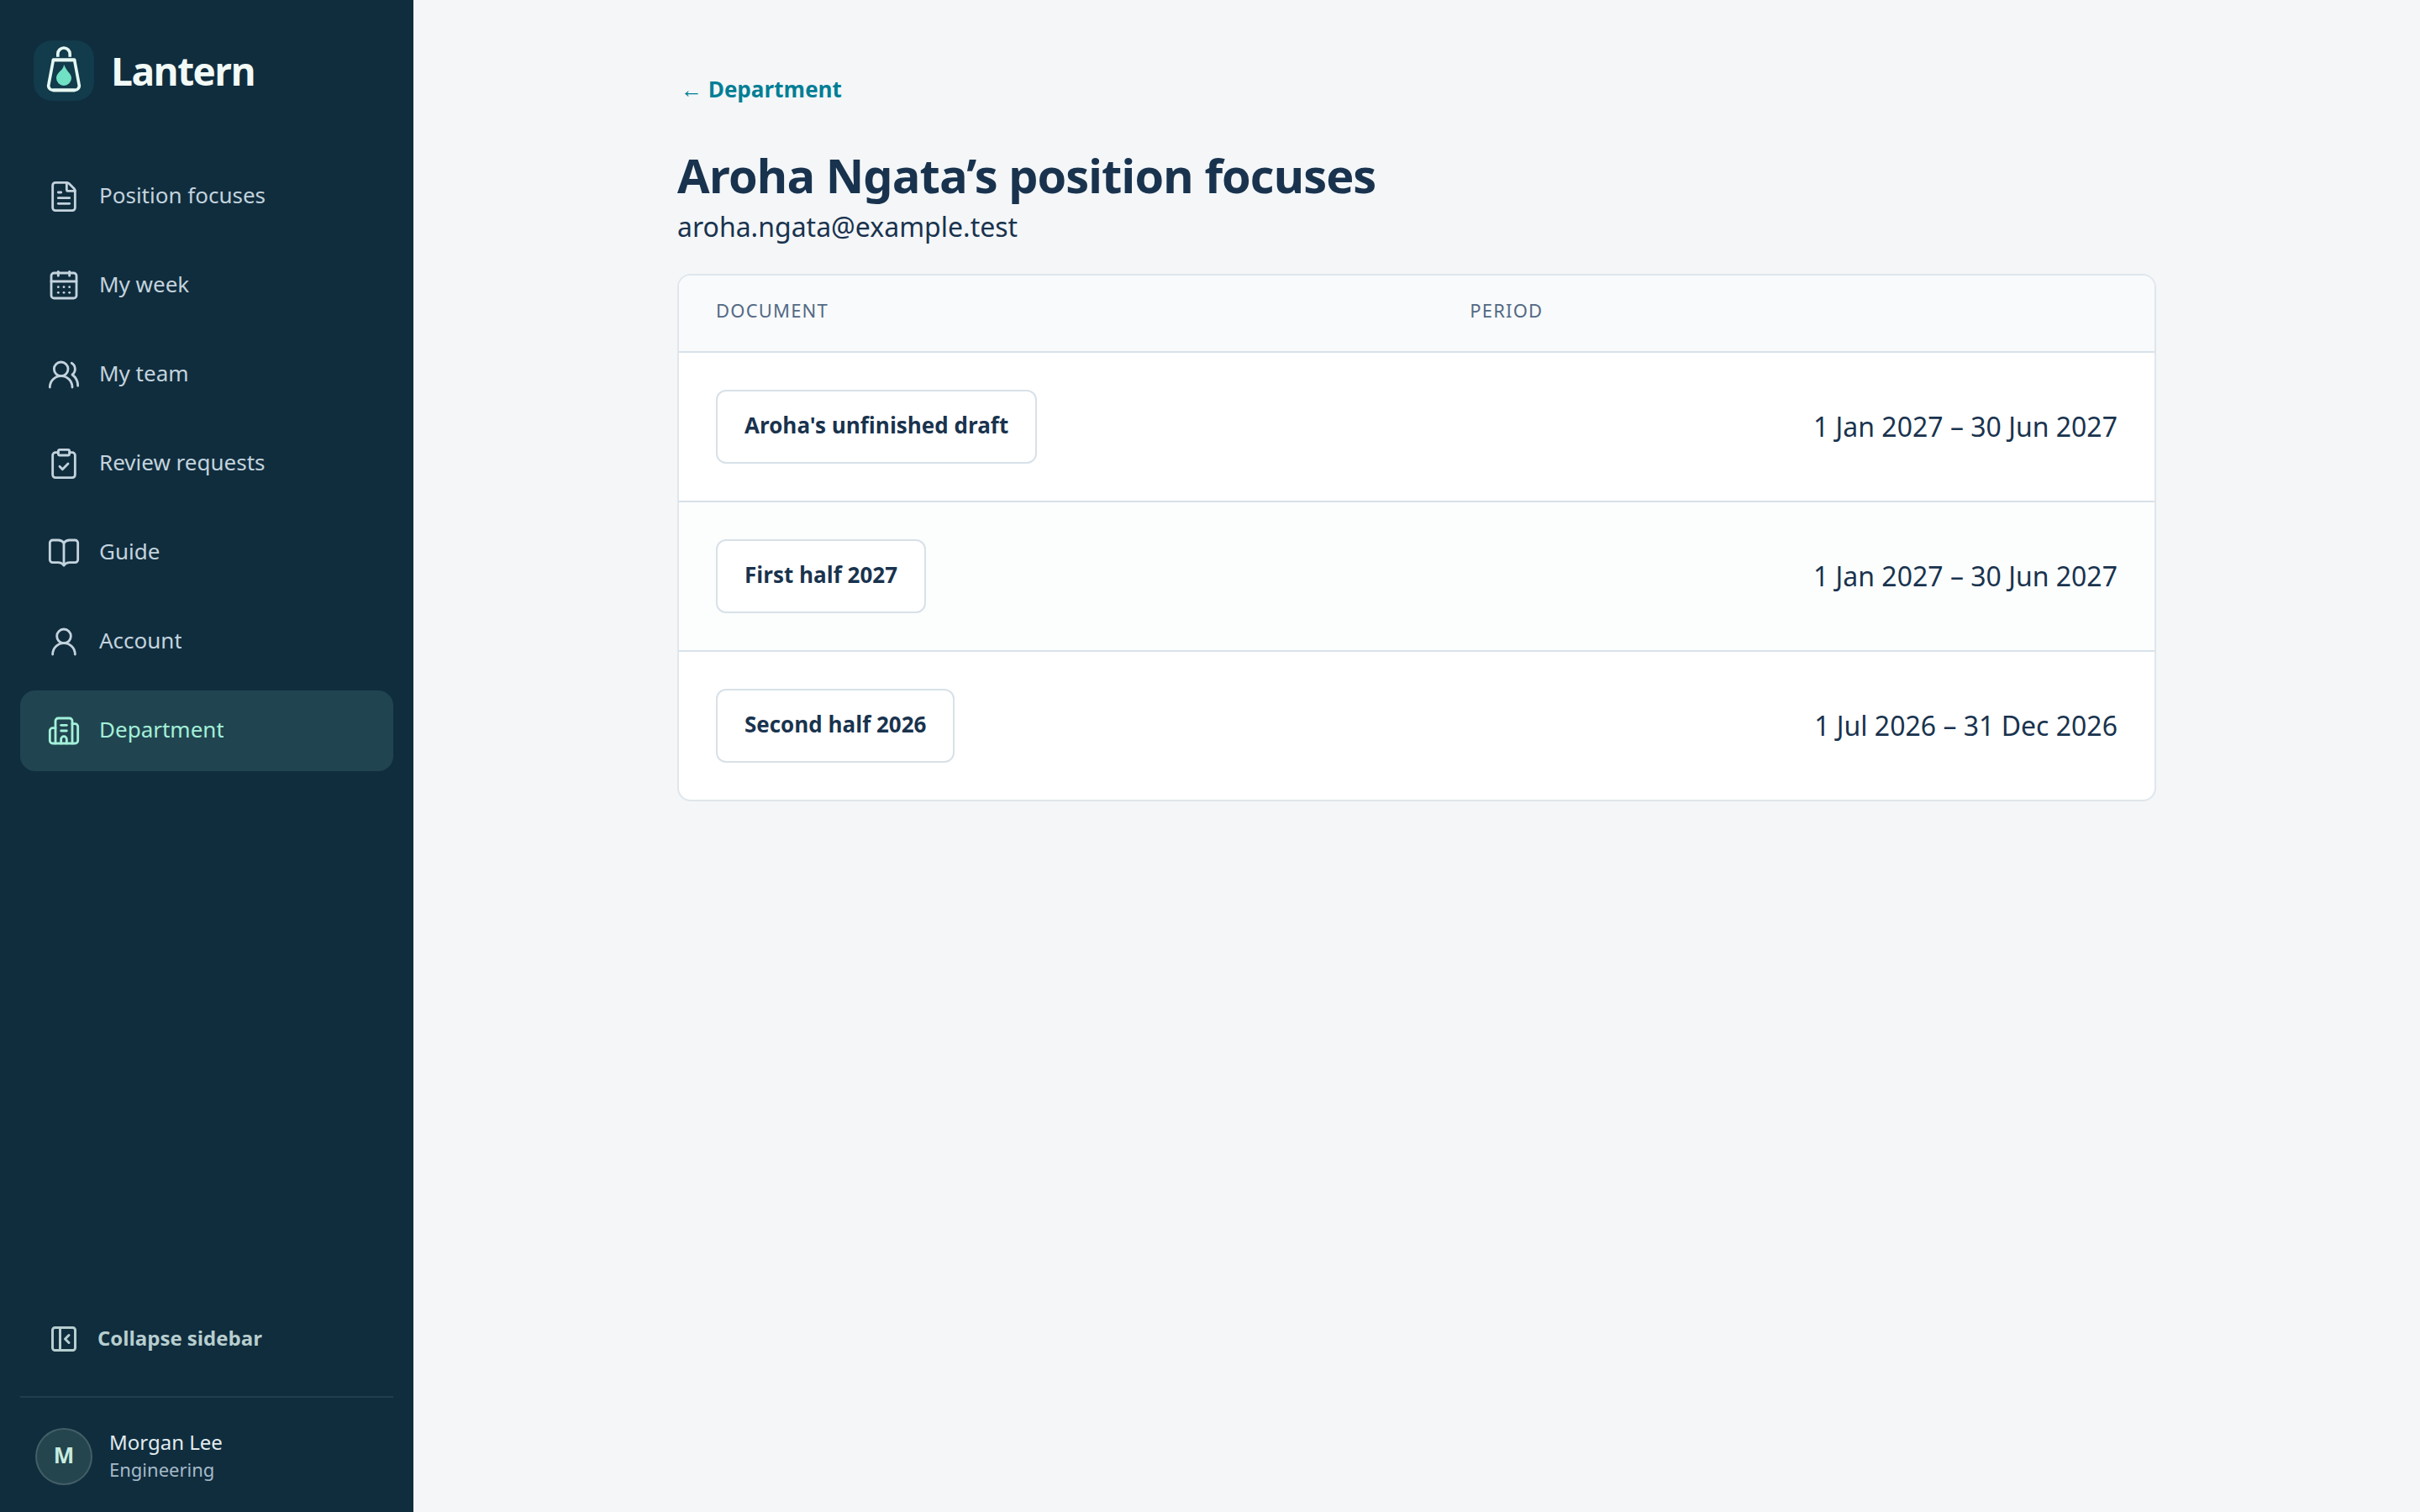 Lantern
Position focuses
My week
My team
Review requests
Guide
Account
Department
Collapse sidebar
M
Morgan Lee
Engineering
← Department
Aroha Ngata’s position focuses
aroha.ngata@example.test
DOCUMENT PERIOD
Aroha's unfinished draft 1 Jan 2027 – 30 Jun 2027
First half 2027 1 Jan 2027 – 30 Jun 2027
Second half 2026 1 Jul 2026 – 31 Dec 2026